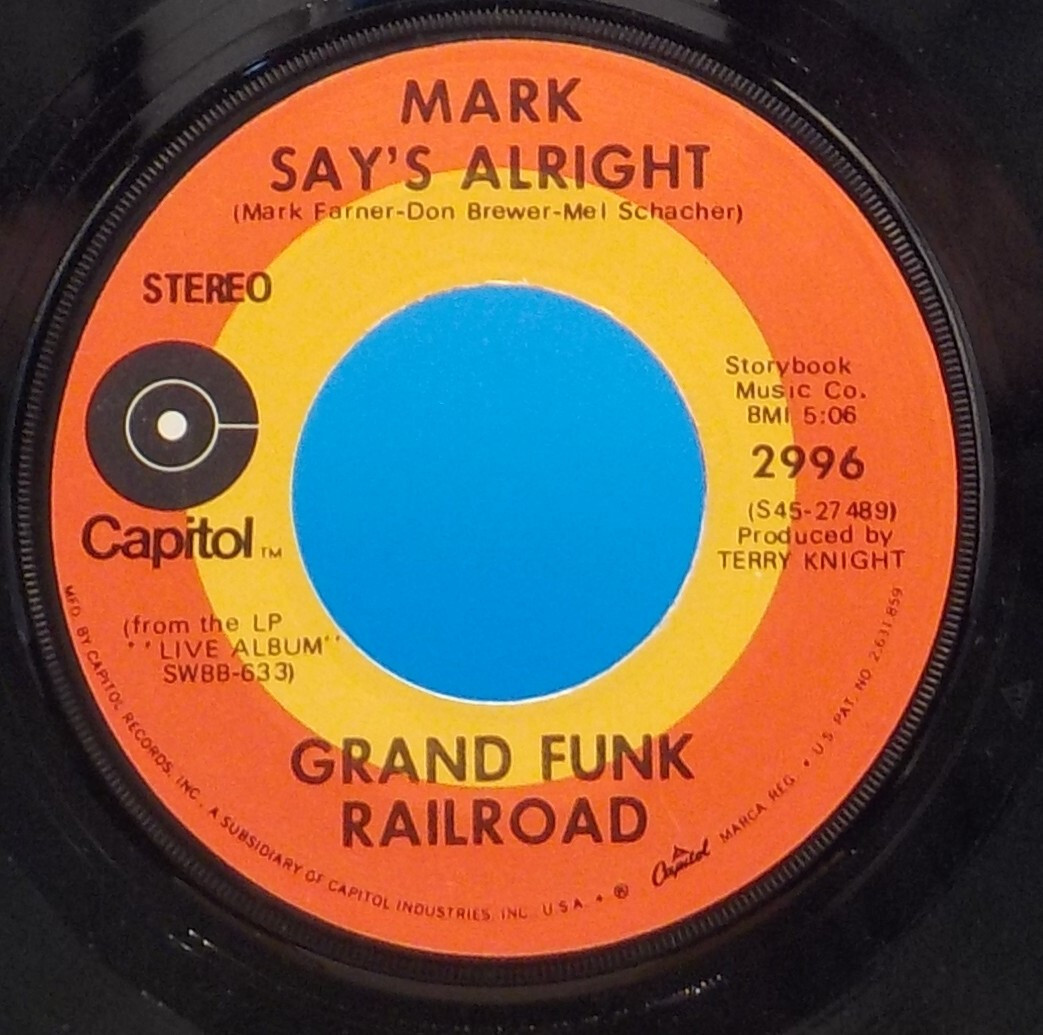 MARK
SAY'S ALRIGHT
(Mark Farner-Don Brewer-Mel Schacher)
STEREO
Capitol TM
(from the LP
''LIVE ALBUM''
SWBB-633)
Storybook
Music Co.
BMI 5:06
2996
(S45-27489)
Produced by
TERRY KNIGHT
GRAND FUNK
RAILROAD
MFD. BY CAPITOL RECORDS, INC., A SUBSIDIARY OF CAPITOL INDUSTRIES, INC. U.S.A. • ® Capitol MARCA REG. • U.S. PAT. NO. 2,631,859